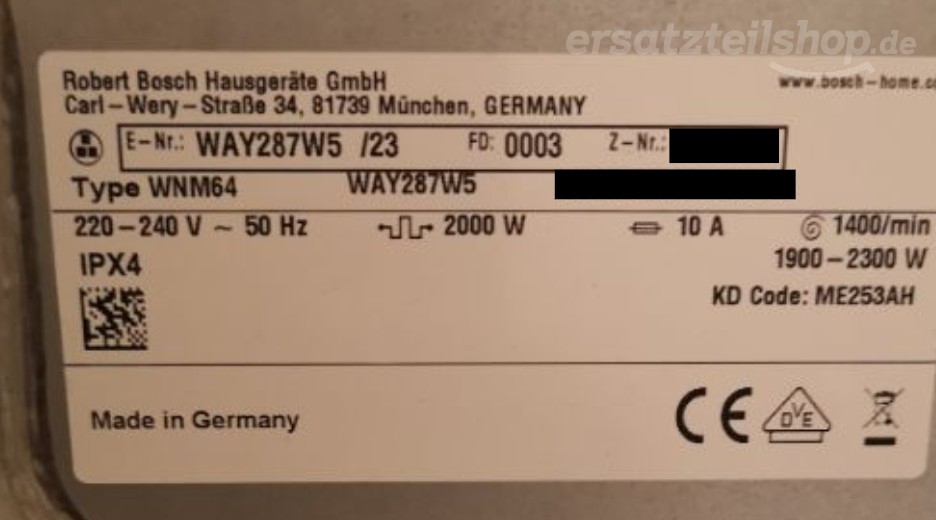 ersatzteilshop.de
Robert Bosch Hausgeräte GmbH www.bosch-home.co
Carl-Wery-Straße 34, 81739 München, GERMANY
E-Nr.: WAY287W5 /23 FD: 0003 Z-Nr.:
Type WNM64 WAY287W5
220-240 V ~ 50 Hz 2000 W 10 A 1400/min
IPX4 1900-2300 W
KD Code: ME253AH
Made in Germany CE DVE